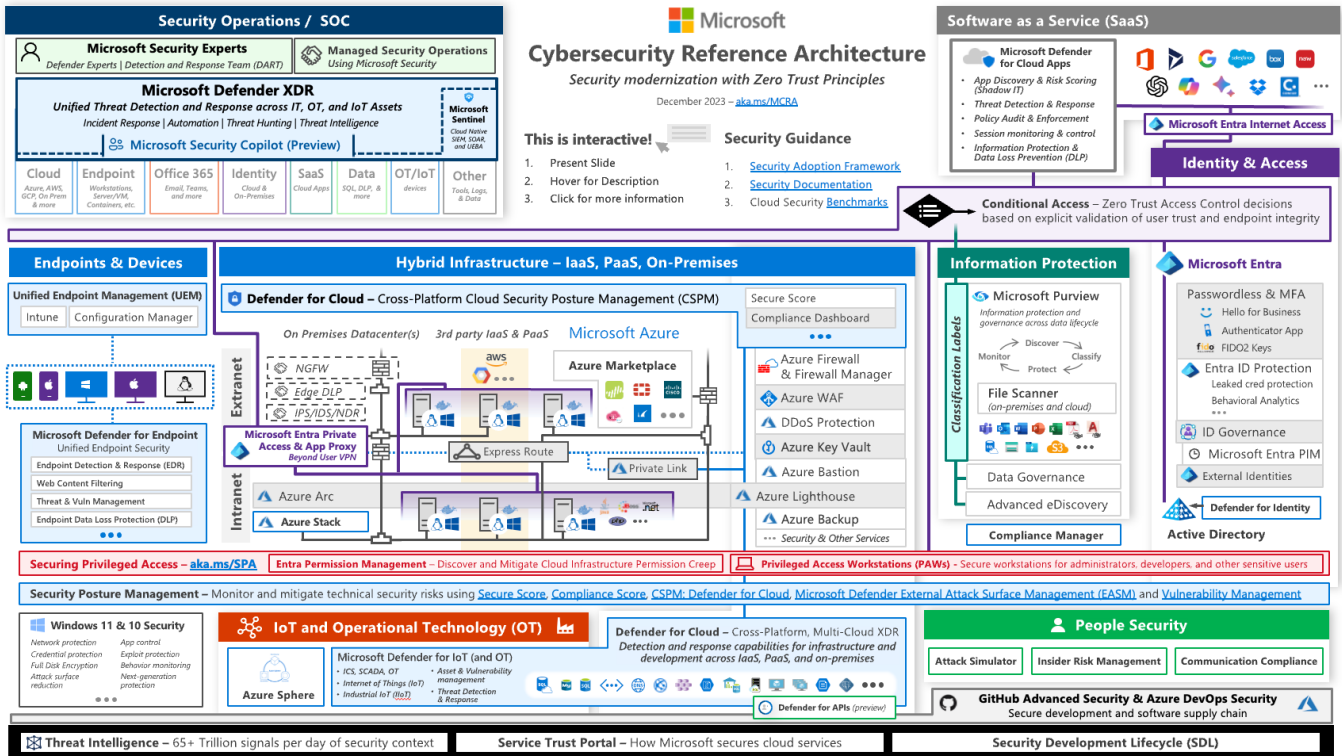 Security Operations / SOC
Microsoft Security Experts
Defender Experts | Detection and Response Team (DART)
Managed Security Operations
Using Microsoft Security
Microsoft Defender XDR
Unified Threat Detection and Response across IT, OT, and IoT Assets
Incident Response | Automation | Threat Hunting | Threat Intelligence
Microsoft Security Copilot (Preview)
Microsoft
Sentinel
Cloud Native
SIEM, SOAR,
and UEBA
Cloud
Azure, AWS,
GCP, On Prem
& more
Endpoint
Workstations,
Server/VM,
Containers, etc.
Office 365
Email, Teams,
and more
Identity
Cloud &
On-Premises
SaaS
Cloud Apps
Data
SQL, DLP, &
more
OT/IoT
devices
Other
Tools, Logs,
& Data
Microsoft
Cybersecurity Reference Architecture
Security modernization with Zero Trust Principles
December 2023 – aka.ms/MCRA
This is interactive!
1. Present Slide
2. Hover for Description
3. Click for more information
Security Guidance
1. Security Adoption Framework
2. Security Documentation
3. Cloud Security Benchmarks
Software as a Service (SaaS)
Microsoft Defender
for Cloud Apps
• App Discovery & Risk Scoring
(Shadow IT)
• Threat Detection & Response
• Policy Audit & Enforcement
• Session monitoring & control
• Information Protection &
Data Loss Prevention (DLP)
salesforce
box
new
Microsoft Entra Internet Access
Identity & Access
Conditional Access – Zero Trust Access Control decisions
based on explicit validation of user trust and endpoint integrity
Endpoints & Devices
Unified Endpoint Management (UEM)
Intune
Configuration Manager
Microsoft Defender for Endpoint
Unified Endpoint Security
Endpoint Detection & Response (EDR)
Web Content Filtering
Threat & Vuln Management
Endpoint Data Loss Protection (DLP)
Hybrid Infrastructure – IaaS, PaaS, On-Premises
Defender for Cloud – Cross-Platform Cloud Security Posture Management (CSPM)
Secure Score
Compliance Dashboard
On Premises Datacenter(s)
3rd party IaaS & PaaS
Microsoft Azure
Extranet
NGFW
Edge DLP
IPS/IDS/NDR
aws
Azure Marketplace
CISCO
Microsoft Entra Private
Access & App Proxy
Beyond User VPN
Express Route
Private Link
Intranet
Azure Arc
Azure Stack
.net
php
Azure Firewall
& Firewall Manager
Azure WAF
DDoS Protection
Azure Key Vault
Azure Bastion
Azure Lighthouse
Azure Backup
Security & Other Services
Information Protection
Classification Labels
Microsoft Purview
Information protection and
governance across data lifecycle
Discover
Monitor
Classify
Protect
File Scanner
(on-premises and cloud)
S3
Data Governance
Advanced eDiscovery
Compliance Manager
Microsoft Entra
Passwordless & MFA
Hello for Business
Authenticator App
fido
FIDO2 Keys
Entra ID Protection
Leaked cred protection
Behavioral Analytics
ID Governance
Microsoft Entra PIM
External Identities
Defender for Identity
Active Directory
Securing Privileged Access – aka.ms/SPA
Entra Permission Management – Discover and Mitigate Cloud Infrastructure Permission Creep
Privileged Access Workstations (PAWs) - Secure workstations for administrators, developers, and other sensitive users
Security Posture Management – Monitor and mitigate technical security risks using Secure Score, Compliance Score, CSPM: Defender for Cloud, Microsoft Defender External Attack Surface Management (EASM) and Vulnerability Management
Windows 11 & 10 Security
Network protection
Credential protection
Full Disk Encryption
Attack surface
reduction
App control
Exploit protection
Behavior monitoring
Next-generation
protection
IoT and Operational Technology (OT)
Azure Sphere
Microsoft Defender for IoT (and OT)
• ICS, SCADA, OT
• Internet of Things (IoT)
• Industrial IoT (IIoT)
• Asset & Vulnerability
management
• Threat Detection
& Response
Defender for Cloud – Cross-Platform, Multi-Cloud XDR
Detection and response capabilities for infrastructure and
development across IaaS, PaaS, and on-premises
Defender for APIs (preview)
People Security
Attack Simulator
Insider Risk Management
Communication Compliance
GitHub Advanced Security & Azure DevOps Security
Secure development and software supply chain
Threat Intelligence – 65+ Trillion signals per day of security context
Service Trust Portal – How Microsoft secures cloud services
Security Development Lifecycle (SDL)